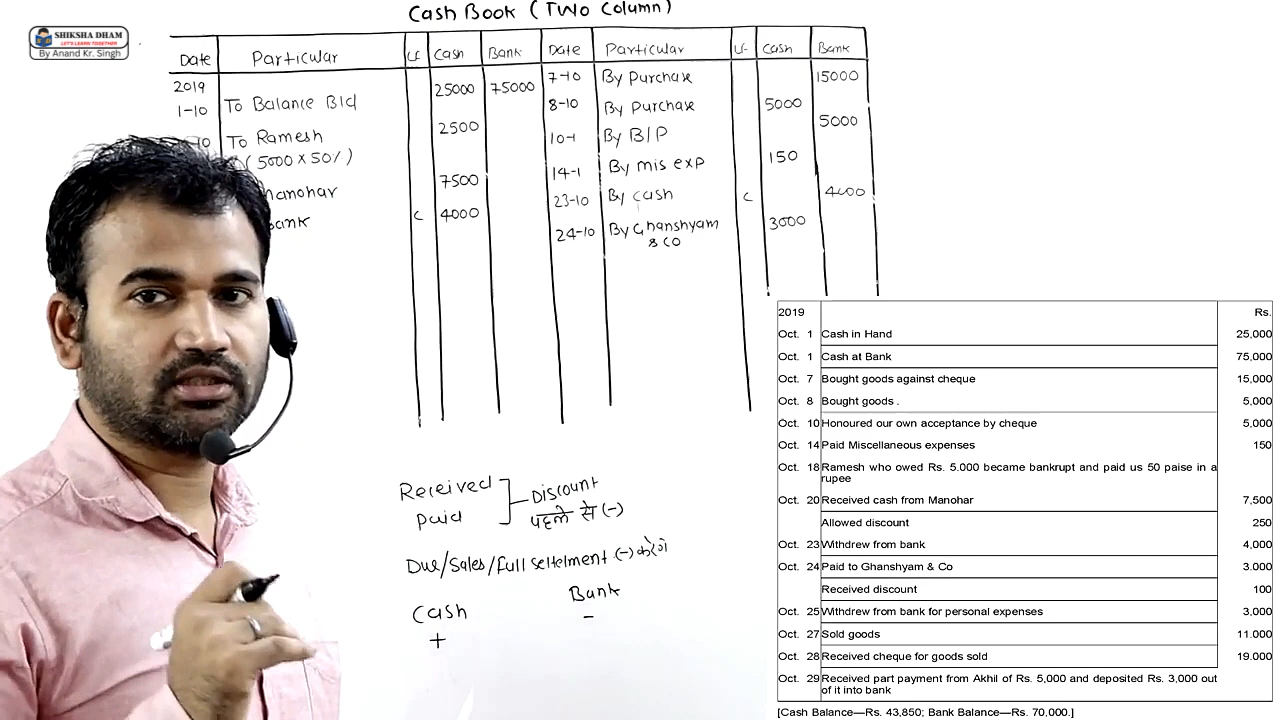 Cash Book (Two Column)
SHIKSHA DHAM
LET'S LEARN TOGETHER
By Anand Kr. Singh
Date Particular LF Cash Bank Date Particular LF Cash Bank
2019 25000 75000 7-10 By purchase 15000
1-10 To Balance B/d 8-10 By purchase 5000
10 To Ramesh 2500 10-1 By B/P 5000
(5000 x 50%) 14-1 By mis exp 150
manohar 7500
ank C 4000 23-10 By cash C 4000
24-10 By Ghanshyam 3000
& CO
Received
Paid
Discount
पहले से (-)
Due/Sales/full settelment (-) करेंगे
Cash Bank
+ -
2019 Rs.
Oct. 1 Cash in Hand 25,000
Oct. 1 Cash at Bank 75,000
Oct. 7 Bought goods against cheque 15,000
Oct. 8 Bought goods . 5,000
Oct. 10 Honoured our own acceptance by cheque 5,000
Oct. 14 Paid Miscellaneous expenses 150
Oct. 18 Ramesh who owed Rs. 5.000 became bankrupt and paid us 50 paise in a
rupee
Oct. 20 Received cash from Manohar 7,500
Allowed discount 250
Oct. 23 Withdrew from bank 4,000
Oct. 24 Paid to Ghanshyam & Co 3.000
Received discount 100
Oct. 25 Withdrew from bank for personal expenses 3,000
Oct. 27 Sold goods 11.000
Oct. 28 Received cheque for goods sold 19.000
Oct. 29 Received part payment from Akhil of Rs. 5,000 and deposited Rs. 3,000 out
of it into bank
[Cash Balance—Rs. 43,850; Bank Balance—Rs. 70,000.]